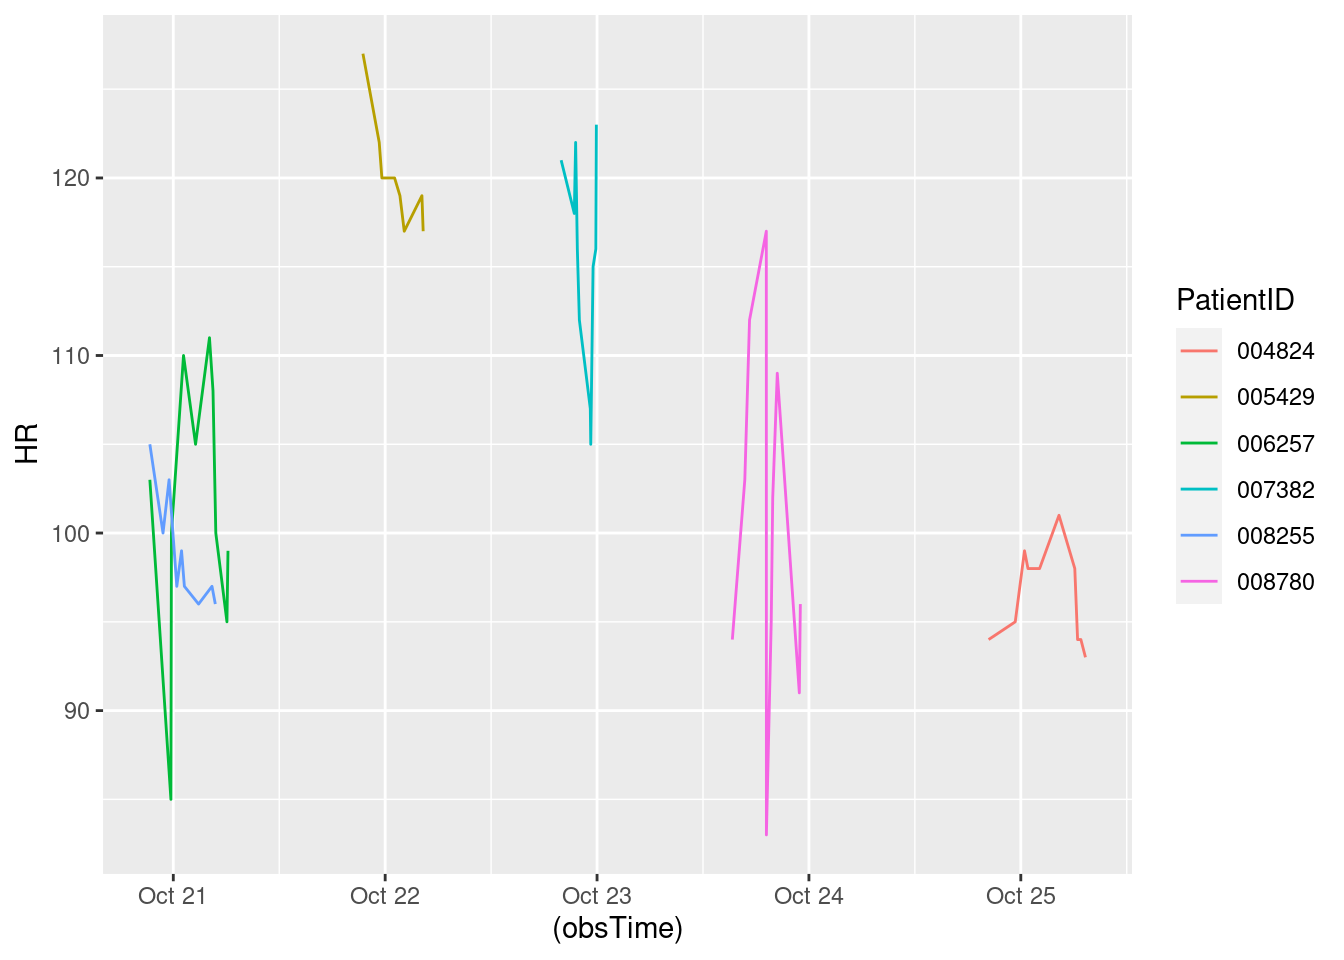 HR
120
110
100
90
Oct 21
Oct 22
Oct 23
Oct 24
Oct 25
(obsTime)
PatientID
004824
005429
006257
007382
008255
008780